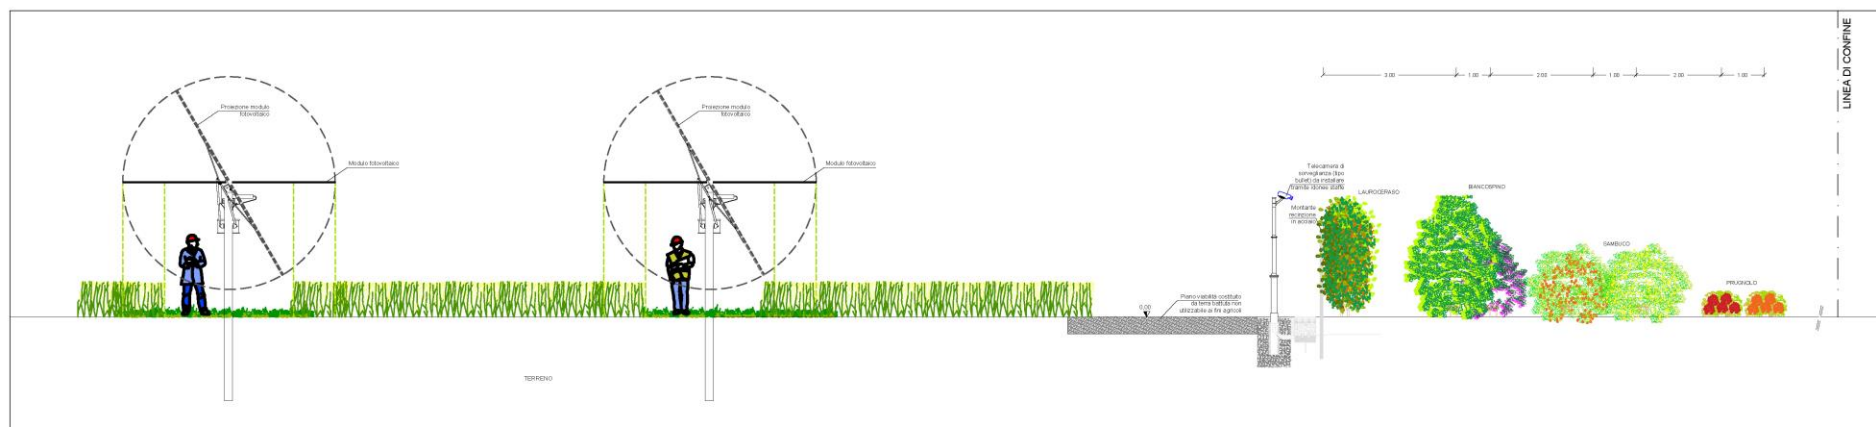 LINEA DI CONFINE
3.00
1.00
2.00
1.00
2.00
1.00
Proiezione modulo
fotovoltaico
Modulo fotovoltaico
Proiezione modulo
fotovoltaico
Modulo fotovoltaico
Telecamera di
sorveglianza (tipo
bullet) da installare
tramite idonee staffe
Montante
recinzione
in acciaio
LAUROCERASO
BIANCOSPINO
SAMBUCO
PRUGNOLO
0.00
Piano viabilità costituito
da terra battuta non
utilizzabile ai fini agricoli
TERRENO